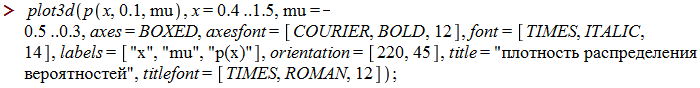 > plot3d(p(x, 0.1, mu), x = 0.4 ..1.5, mu = -
0.5 ..0.3, axes = BOXED, axesfont = [COURIER, BOLD, 12], font = [TIMES, ITALIC,
14], labels = ["x", "mu", "p(x)"], orientation = [220, 45], title = "плотность распределения
вероятностей", titlefont = [TIMES, ROMAN, 12]);